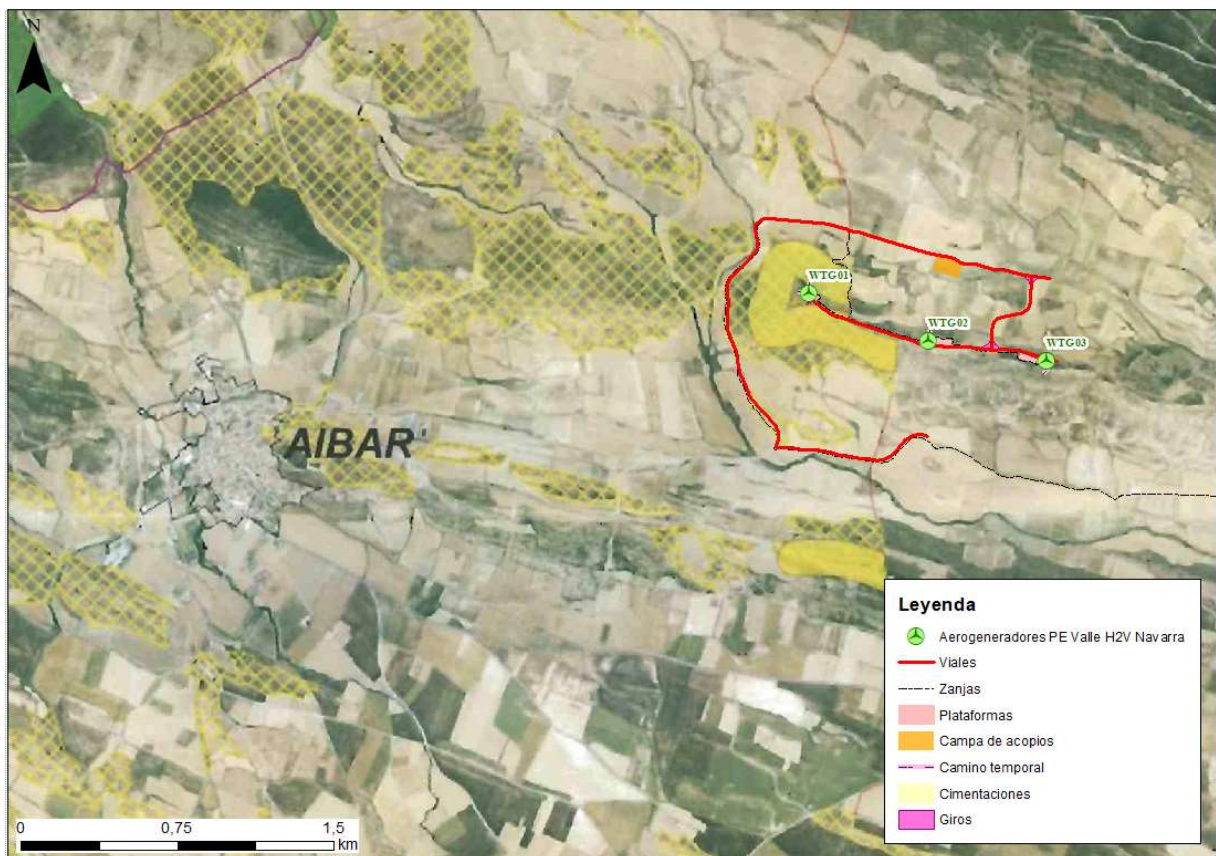 N
WTG01
WTG02
WTG03
AIBAR
Leyenda
Aerogeneradores PE Valle H2V Navarra
Viales
Zanjas
Plataformas
Campa de acopios
Camino temporal
Cimentaciones
Giros
0 0,75 1,5
km